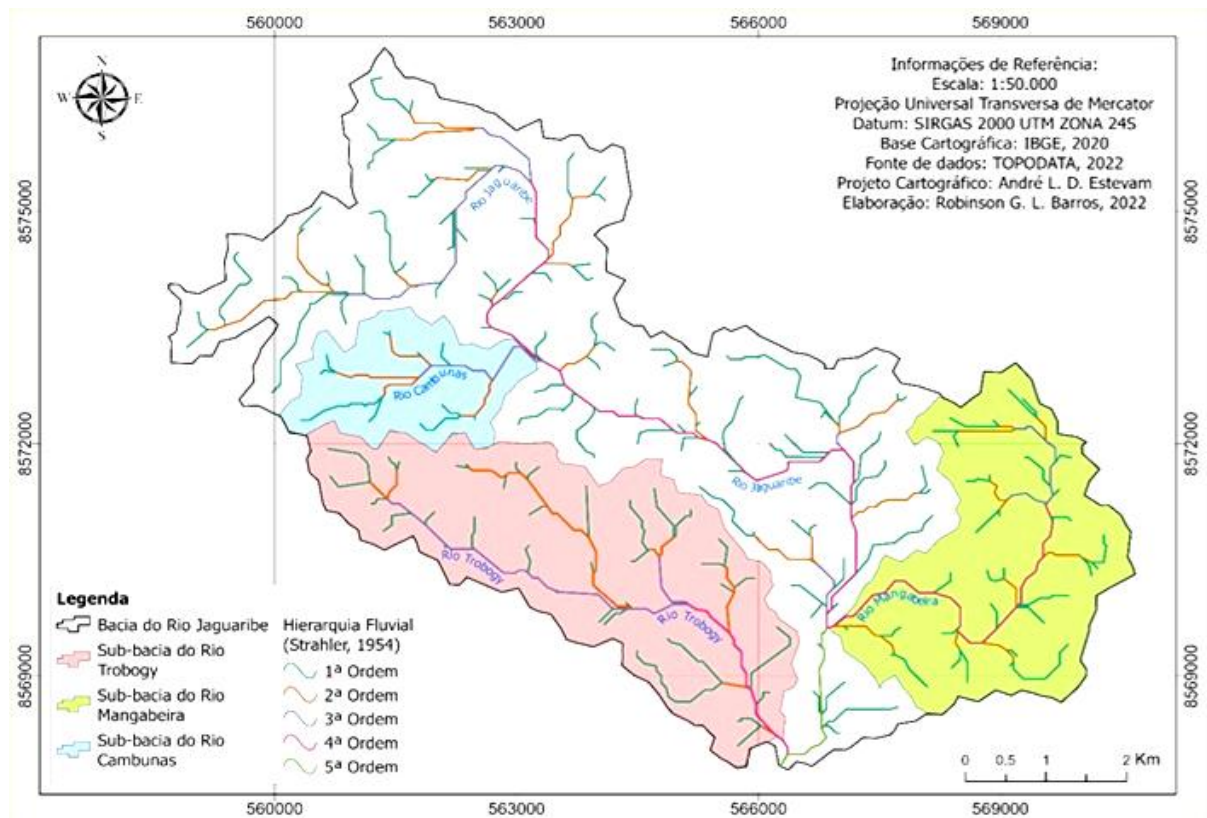 560000 563000 566000 569000
N
W E
S
Informações de Referência:
Escala: 1:50.000
Projeção Universal Transversa de Mercator
Datum: SIRGAS 2000 UTM ZONA 24S
Base Cartográfica: IBGE, 2020
Fonte de dados: TOPODATA, 2022
Projeto Cartográfico: André L. D. Estevam
Elaboração: Robinson G. L. Barros, 2022
8575000
8575000
Rio Jaguaribe
Rio Cambunas
8572000
8572000
Rio Jaguaribe
Rio Trobogy
Rio Mangabeira
Rio Trobogy
8569000
8569000
Legenda
Bacia do Rio Jaguaribe
Sub-bacia do Rio
Trobogy
Sub-bacia do Rio
Mangabeira
Sub-bacia do Rio
Cambunas
Hierarquia Fluvial
(Strahler, 1954)
1ª Ordem
2ª Ordem
3ª Ordem
4ª Ordem
5ª Ordem
0 0.5 1 2 Km
560000 563000 566000 569000